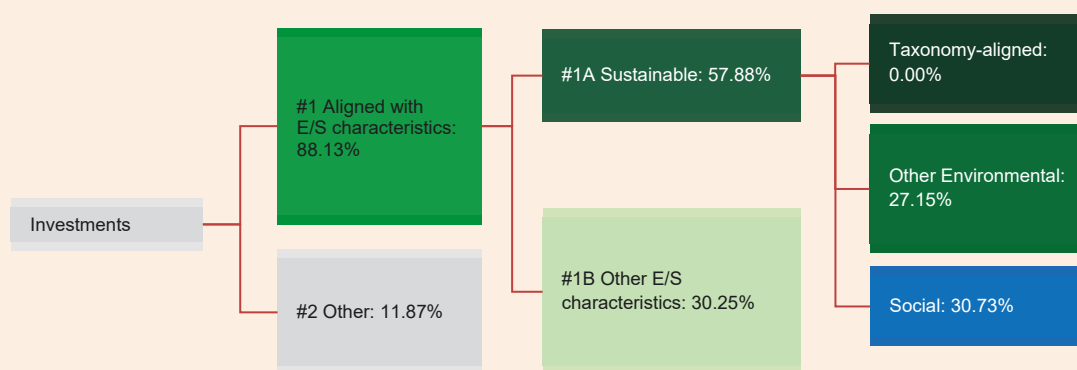 Investments
#1 Aligned with
E/S characteristics:
88.13%
#2 Other: 11.87%
#1A Sustainable: 57.88%
#1B Other E/S
characteristics: 30.25%
Taxonomy-aligned:
0.00%
Other Environmental:
27.15%
Social: 30.73%